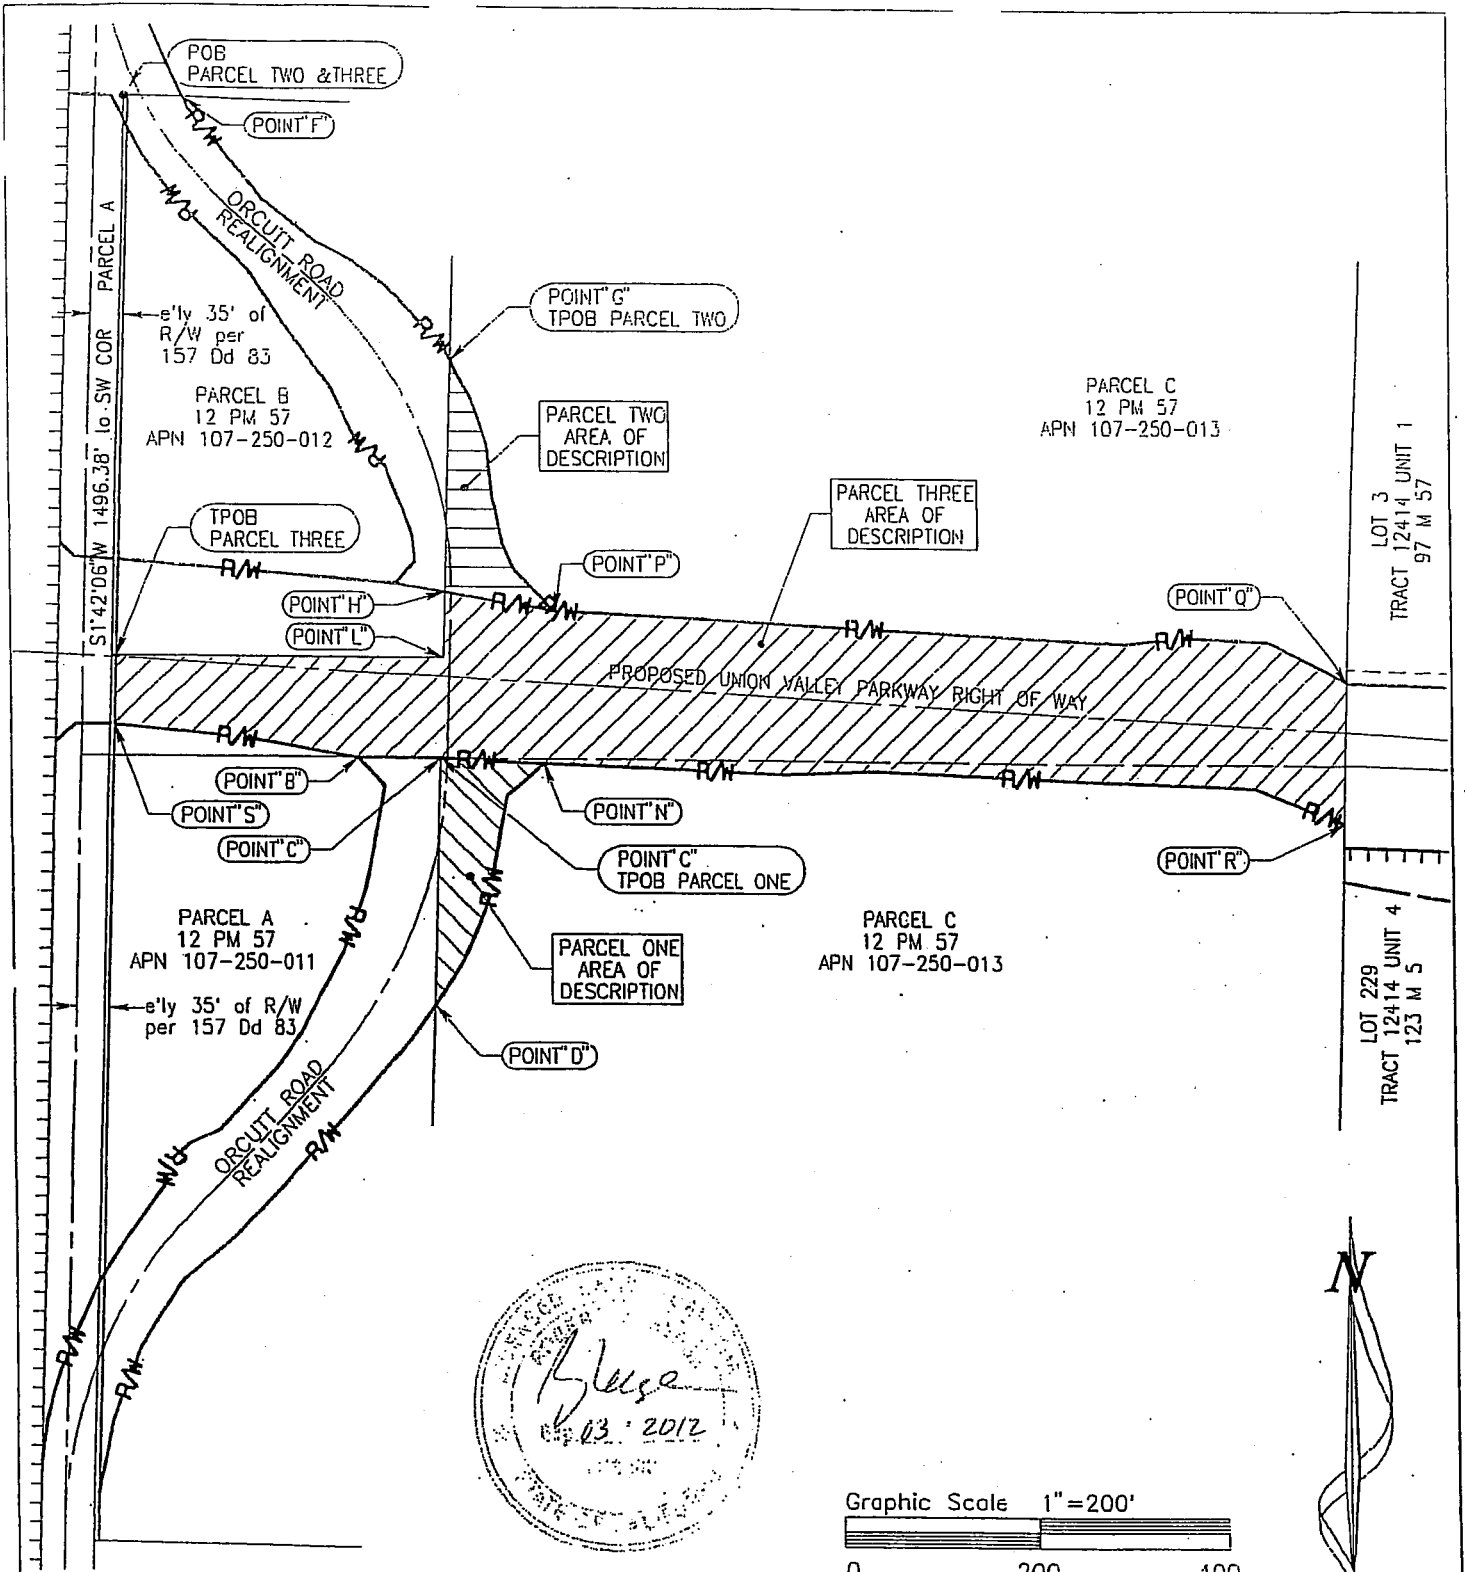 POB
PARCEL TWO &THREE
POINT"F"
R/W
R/W
ORCUTT ROAD
REALIGNMENT
S1°42'06"W 1496.38' to SW COR PARCEL A
e'ly 35' of
R/W per
157 Dd 83
POINT"G"
TPOB PARCEL TWO
R/W
PARCEL B
12 PM 57
APN 107-250-012
R/W
PARCEL TWO
AREA OF
DESCRIPTION
PARCEL C
12 PM 57
APN 107-250-013
LOT 3
TRACT 12414 UNIT 1
97 M 57
PARCEL THREE
AREA OF
DESCRIPTION
TPOB
PARCEL THREE
R/W
POINT"P"
POINT"H"
R/W
R/W
POINT"Q"
POINT"L"
R/W
R/W
PROPOSED UNION VALLEY PARKWAY RIGHT OF WAY
R/W
R/W
R/W
R/W
POINT"B"
POINT"S"
POINT"N"
R/W
POINT"C"
POINT"C"
TPOB PARCEL ONE
POINT"R"
R/W
PARCEL A
12 PM 57
APN 107-250-011
R/W
PARCEL C
12 PM 57
APN 107-250-013
PARCEL ONE
AREA OF
DESCRIPTION
LOT 229
TRACT 12414 UNIT 4
123 M 5
e'ly 35' of R/W
per 157 Dd 83
POINT"D"
ORCUTT ROAD
REALIGNMENT
R/W
R/W
R/W
R/W
N
2012
Graphic Scale 1"=200'
0 200 400